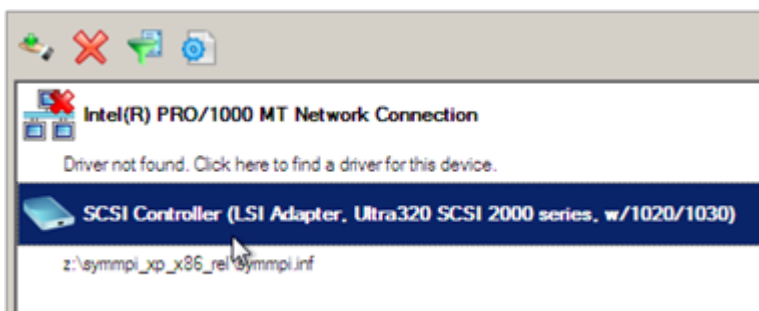 Intel(R) PRO/1000 MT Network Connection
Driver not found. Click here to find a driver for this device.
SCSI Controller (LSI Adapter, Ultra320 SCSI 2000 series, w/1020/1030)
z:\symmpi_xp_x86_rel\symmpi.inf